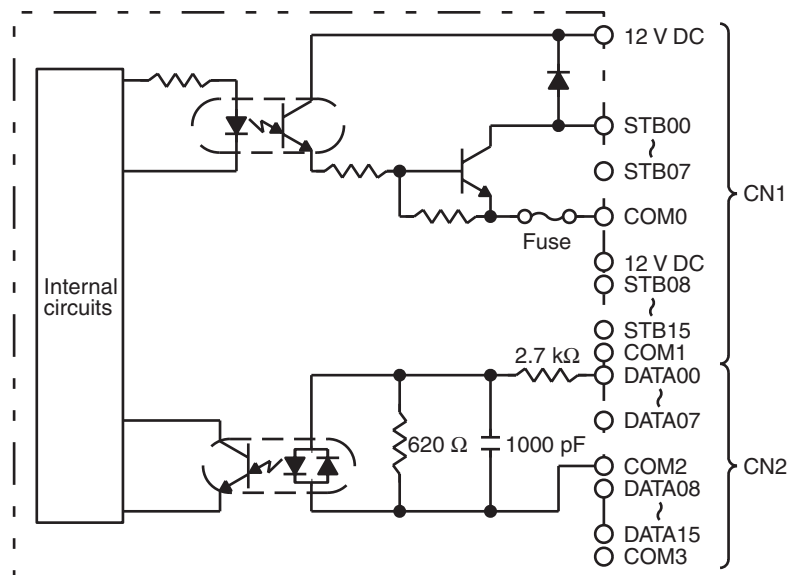 12 V DC
STB00
~
STB07
CN1
COM0
Fuse
12 V DC
Internal
circuits
STB08
~
STB15
COM1
2.7 kΩ
DATA00
~
DATA07
620 Ω
1000 pF
COM2
CN2
DATA08
~
DATA15
COM3